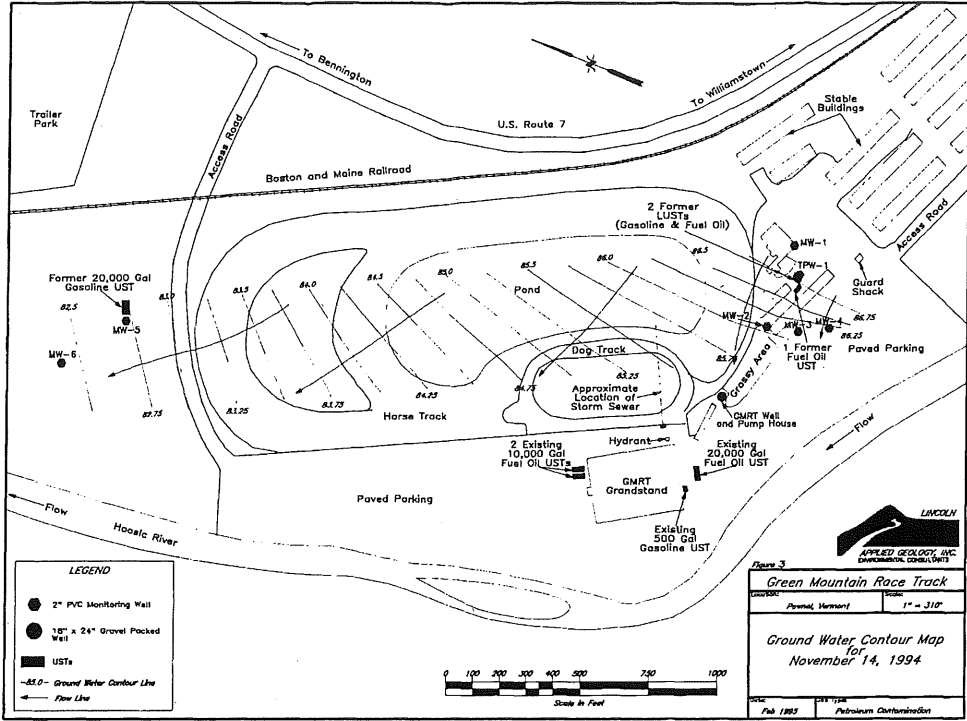 To Bennington
To Williamstown
U.S. Route 7
Trailer
Park
Access Road
Boston and Maine Railroad
Stable
Buildings
2 Former
LUSTs
(Gasoline & Fuel Oil)
MW-1
TPW-1
Access Road
Guard
Shack
Former 20,000 Gal
Gasoline UST
82.5
83.0
83.5
84.0
84.5
85.0
85.5
86.0
86.5
Pond
MW-5
MW-6
MW-2
MW-3
MW-4
86.75
86.25
1 Former
Fuel Oil
UST
Paved Parking
Dog Track
85.75
Grassy Area
83.25
83.75
84.25
84.75
85.25
Approximate
Location of
Storm Sewer
Horse Track
GMRT Well
and Pump House
Hydrant
2 Existing
10,000 Gal
Fuel Oil USTs
Existing
20,000 Gal
Fuel Oil UST
GMRT
Grandstand
Flow
Paved Parking
Existing
500 Gal
Gasoline UST
Flow
Hoosic River
LINCOLN
APPLIED GEOLOGY, INC.
ENVIRONMENTAL CONSULTANTS
LEGEND
2" PVC Monitoring Well
18" x 24" Gravel Packed
Well
USTs
-85.0- Ground Water Contour Line
Flow Line
0 100 200 300 400 500 750 1000
Scale in Feet
Figure 3
Green Mountain Race Track
Location:
Pownal, Vermont
Scale:
1" = 310'
Ground Water Contour Map
for
November 14, 1994
Date:
Feb 1995
Petroleum Contamination